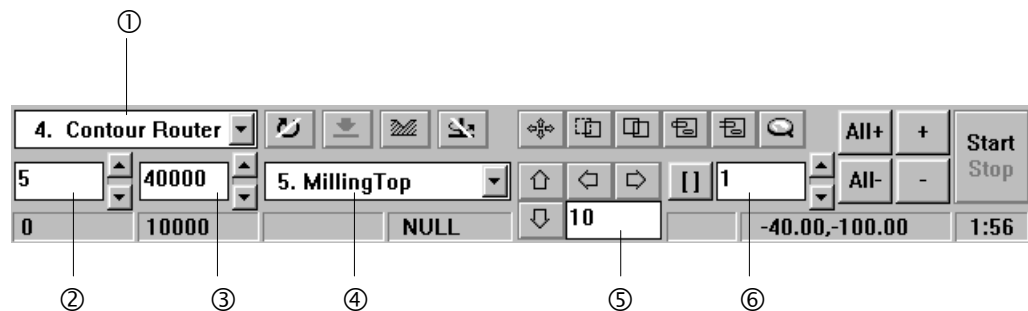 ①
4. Contour Router All+ + Start
5 40000 5. MillingTop [ ] 1 All- - Stop
0 10000 NULL 10 -40.00,-100.00 1:56
② ③ ④ ⑤ ⑥